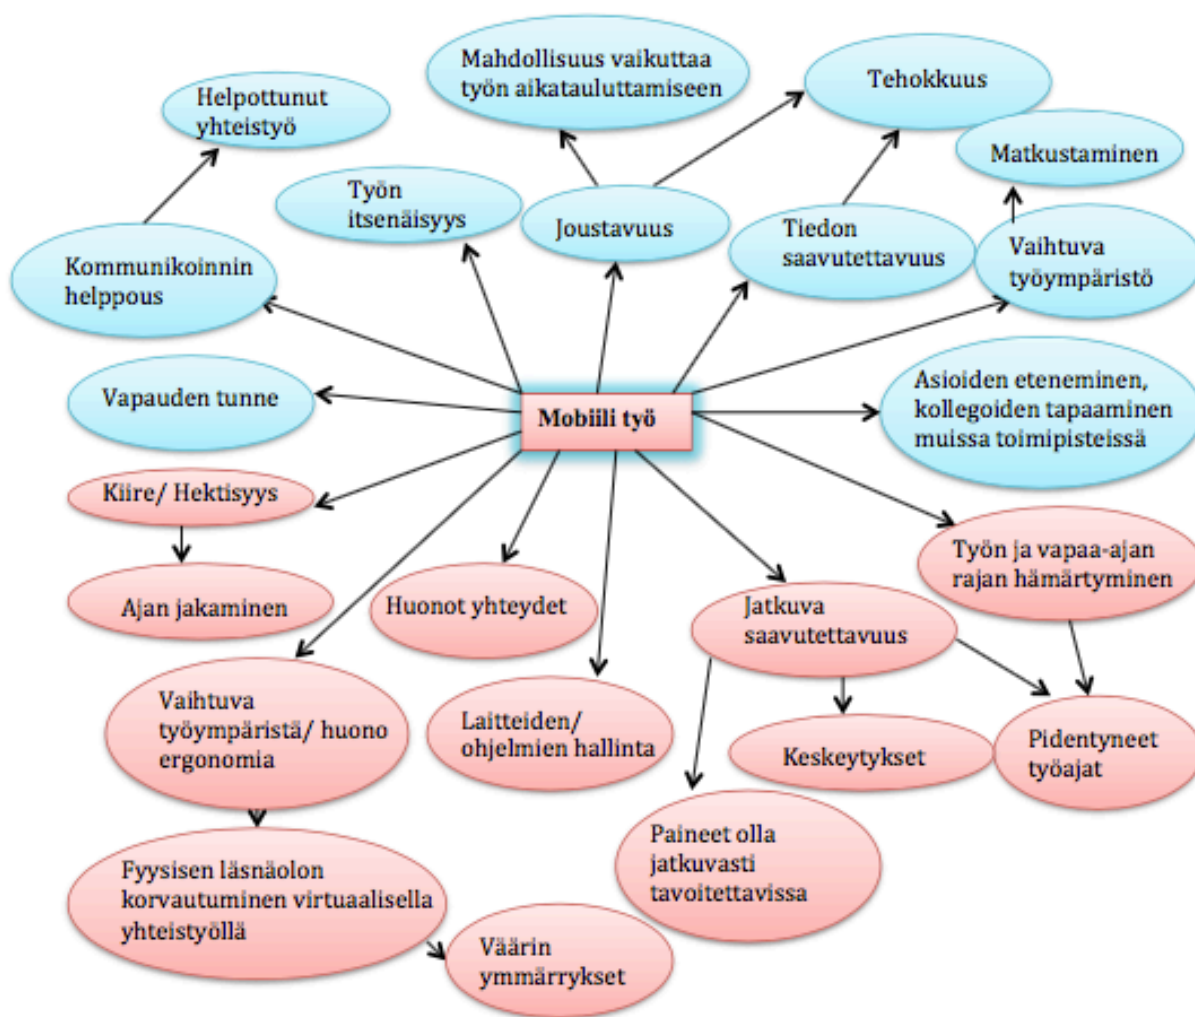 Mahdollisuus vaikuttaa
työn aikatauluttamiseen
Tehokkuus
Helpottunut
yhteistyö
Matkustaminen
Työn
itsenäisyys
Joustavuus
Tiedon
saavutettavuus
Vaihtuva
työympäristö
Kommunikoinnin
helppous
Vapauden tunne
Mobiili työ
Asioiden eteneminen,
kollegoiden tapaaminen
muissa toimipisteissä
Kiire/ Hektisyys
Työn ja vapaa-ajan
rajan hämärtyminen
Ajan jakaminen
Huonot yhteydet
Jatkuva
saavutettavuus
Vaihtuva
työympäristä/ huono
ergonomia
Laitteiden/
ohjelmien hallinta
Keskeytykset
Pidentyneet
työajat
Paineet olla
jatkuvasti
tavoitettavissa
Fyysisen läsnäolon
korvautuminen virtuaalisella
yhteistyöllä
Väärin
ymmärrykset